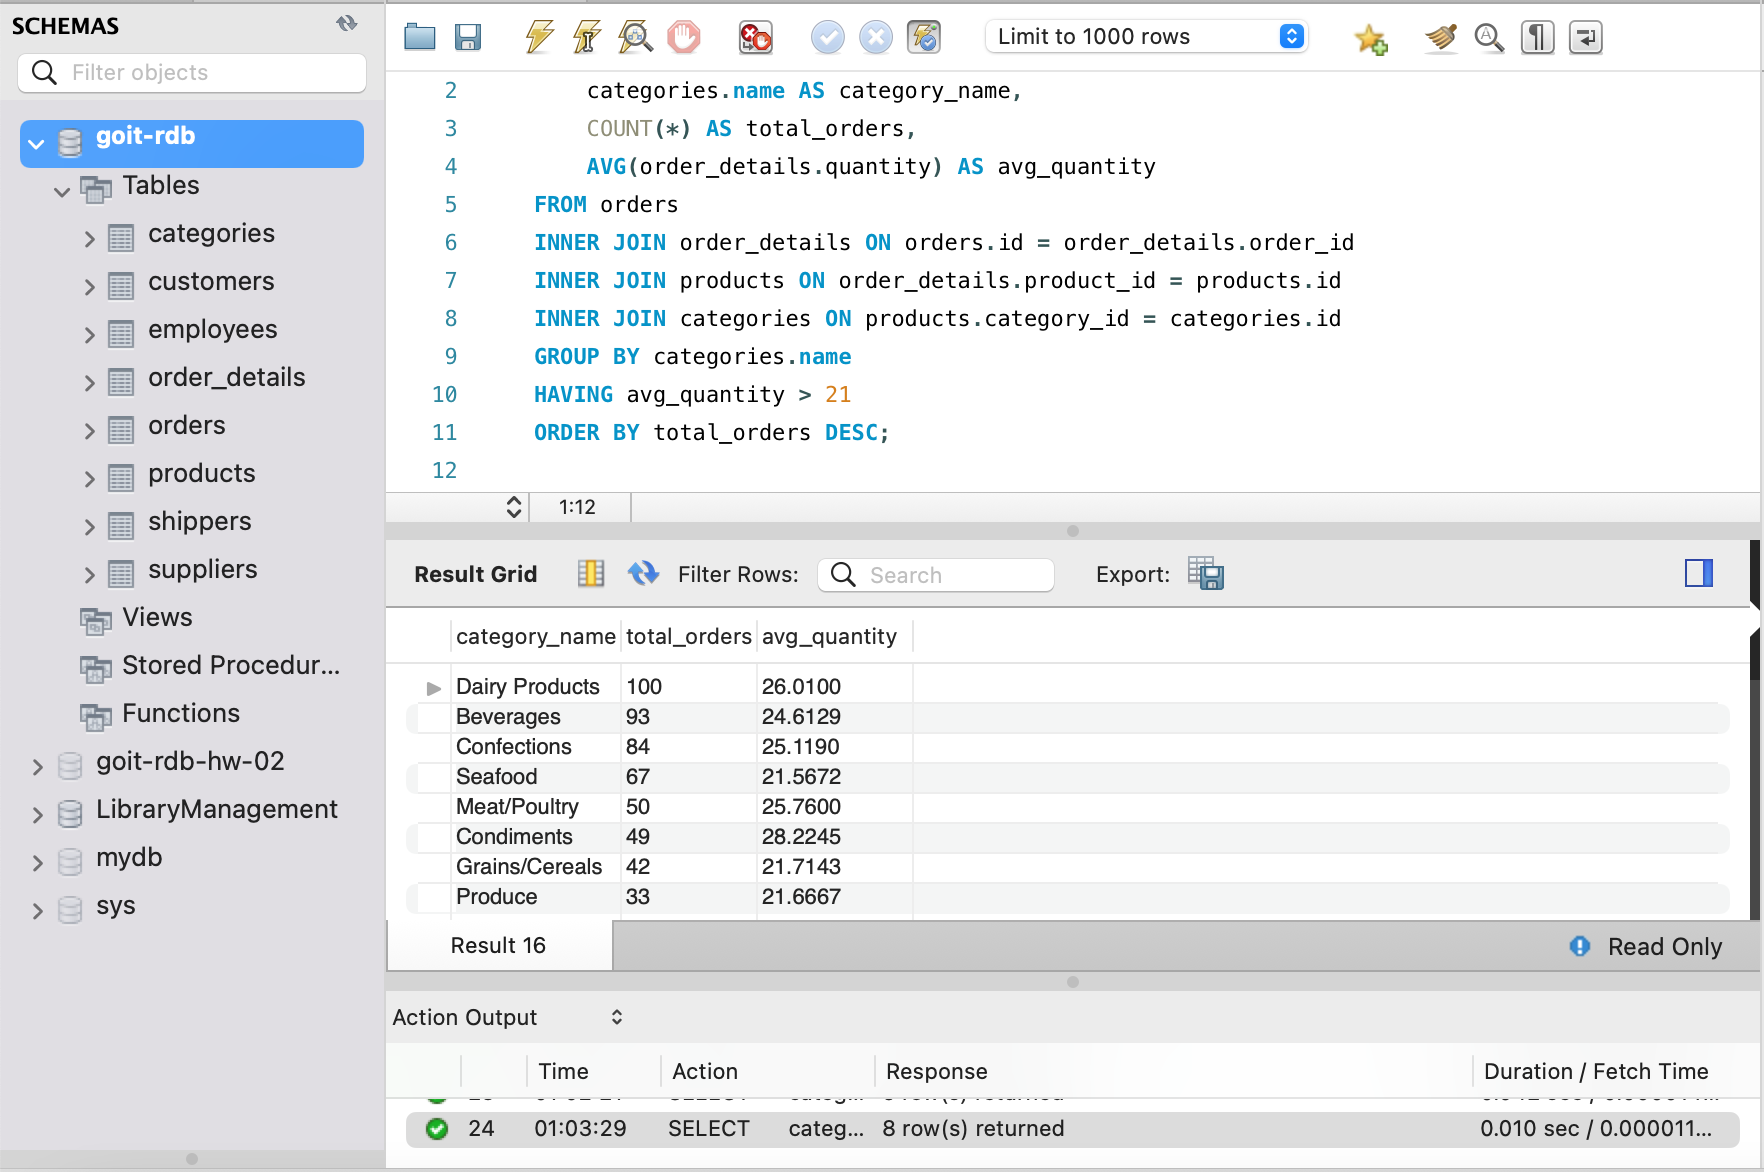 SCHEMAS
Filter objects
goit-rdb
Tables
categories
customers
employees
order_details
orders
products
shippers
suppliers
Views
Stored Procedur...
Functions
goit-rdb-hw-02
LibraryManagement
mydb
sys
Limit to 1000 rows
2 categories.name AS category_name,
3 COUNT(*) AS total_orders,
4 AVG(order_details.quantity) AS avg_quantity
5 FROM orders
6 INNER JOIN order_details ON orders.id = order_details.order_id
7 INNER JOIN products ON order_details.product_id = products.id
8 INNER JOIN categories ON products.category_id = categories.id
9 GROUP BY categories.name
10 HAVING avg_quantity > 21
11 ORDER BY total_orders DESC;
12
1:12
Result Grid Filter Rows: Search Export:
category_name total_orders avg_quantity
Dairy Products 100 26.0100
Beverages 93 24.6129
Confections 84 25.1190
Seafood 67 21.5672
Meat/Poultry 50 25.7600
Condiments 49 28.2245
Grains/Cereals 42 21.7143
Produce 33 21.6667
Result 16 Read Only
Action Output
Time Action Response Duration / Fetch Time
24 01:03:29 SELECT categ... 8 row(s) returned 0.010 sec / 0.000011...